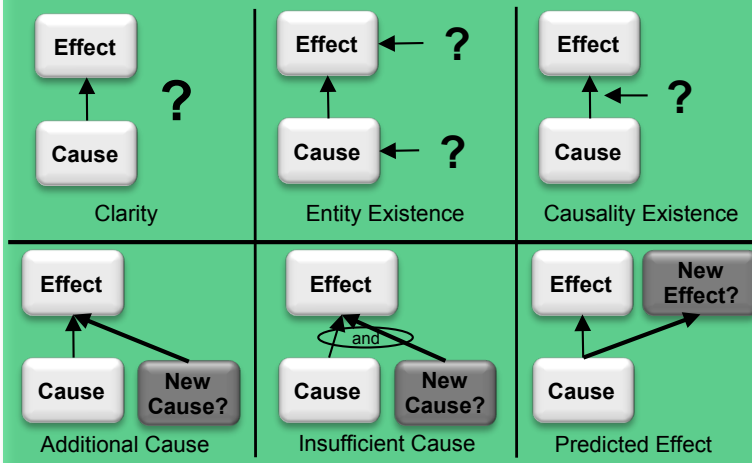 Effect
?
Cause
Clarity
Effect
?
Cause
?
Entity Existence
Effect
?
Cause
Causality Existence
Effect
Cause
New
Cause?
Additional Cause
Effect
and
Cause
New
Cause?
Insufficient Cause
Effect
New
Effect?
Cause
Predicted Effect